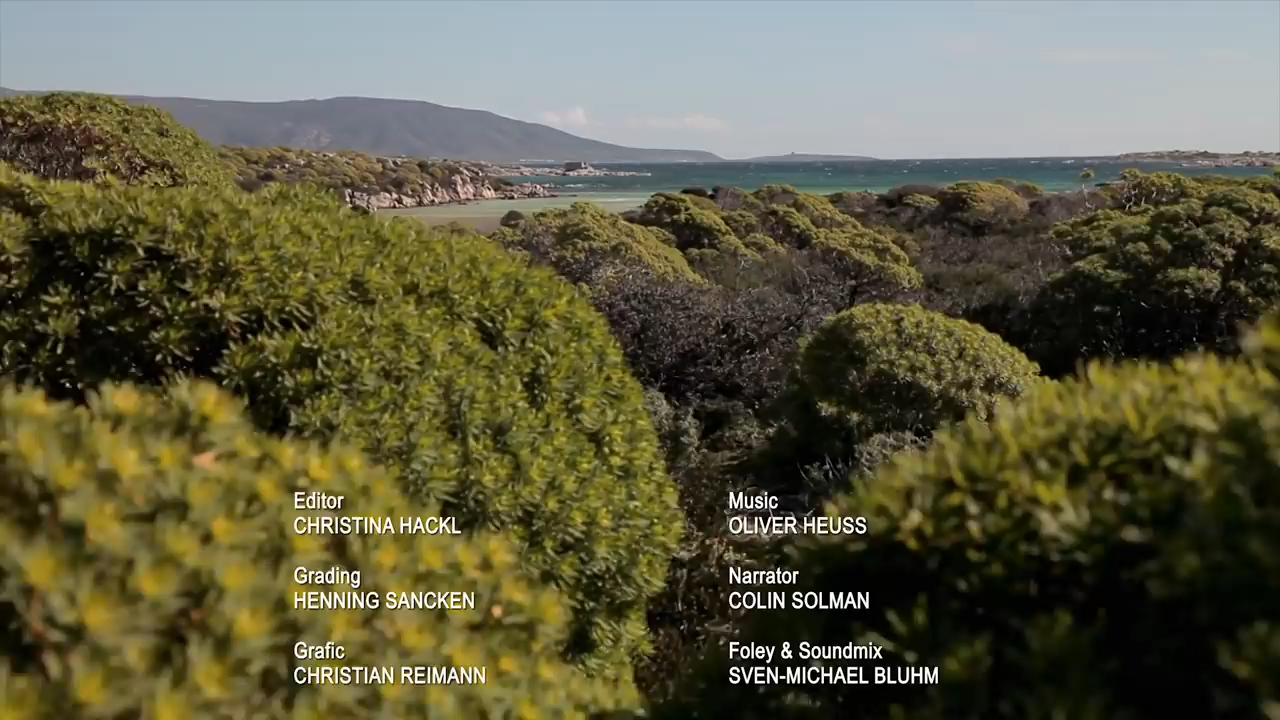 Editor
CHRISTINA HACKL
Grading
HENNING SANCKEN
Grafic
CHRISTIAN REIMANN
Music
OLIVER HEUSS
Narrator
COLIN SOLMAN
Foley & Soundmix
SVEN-MICHAEL BLUHM